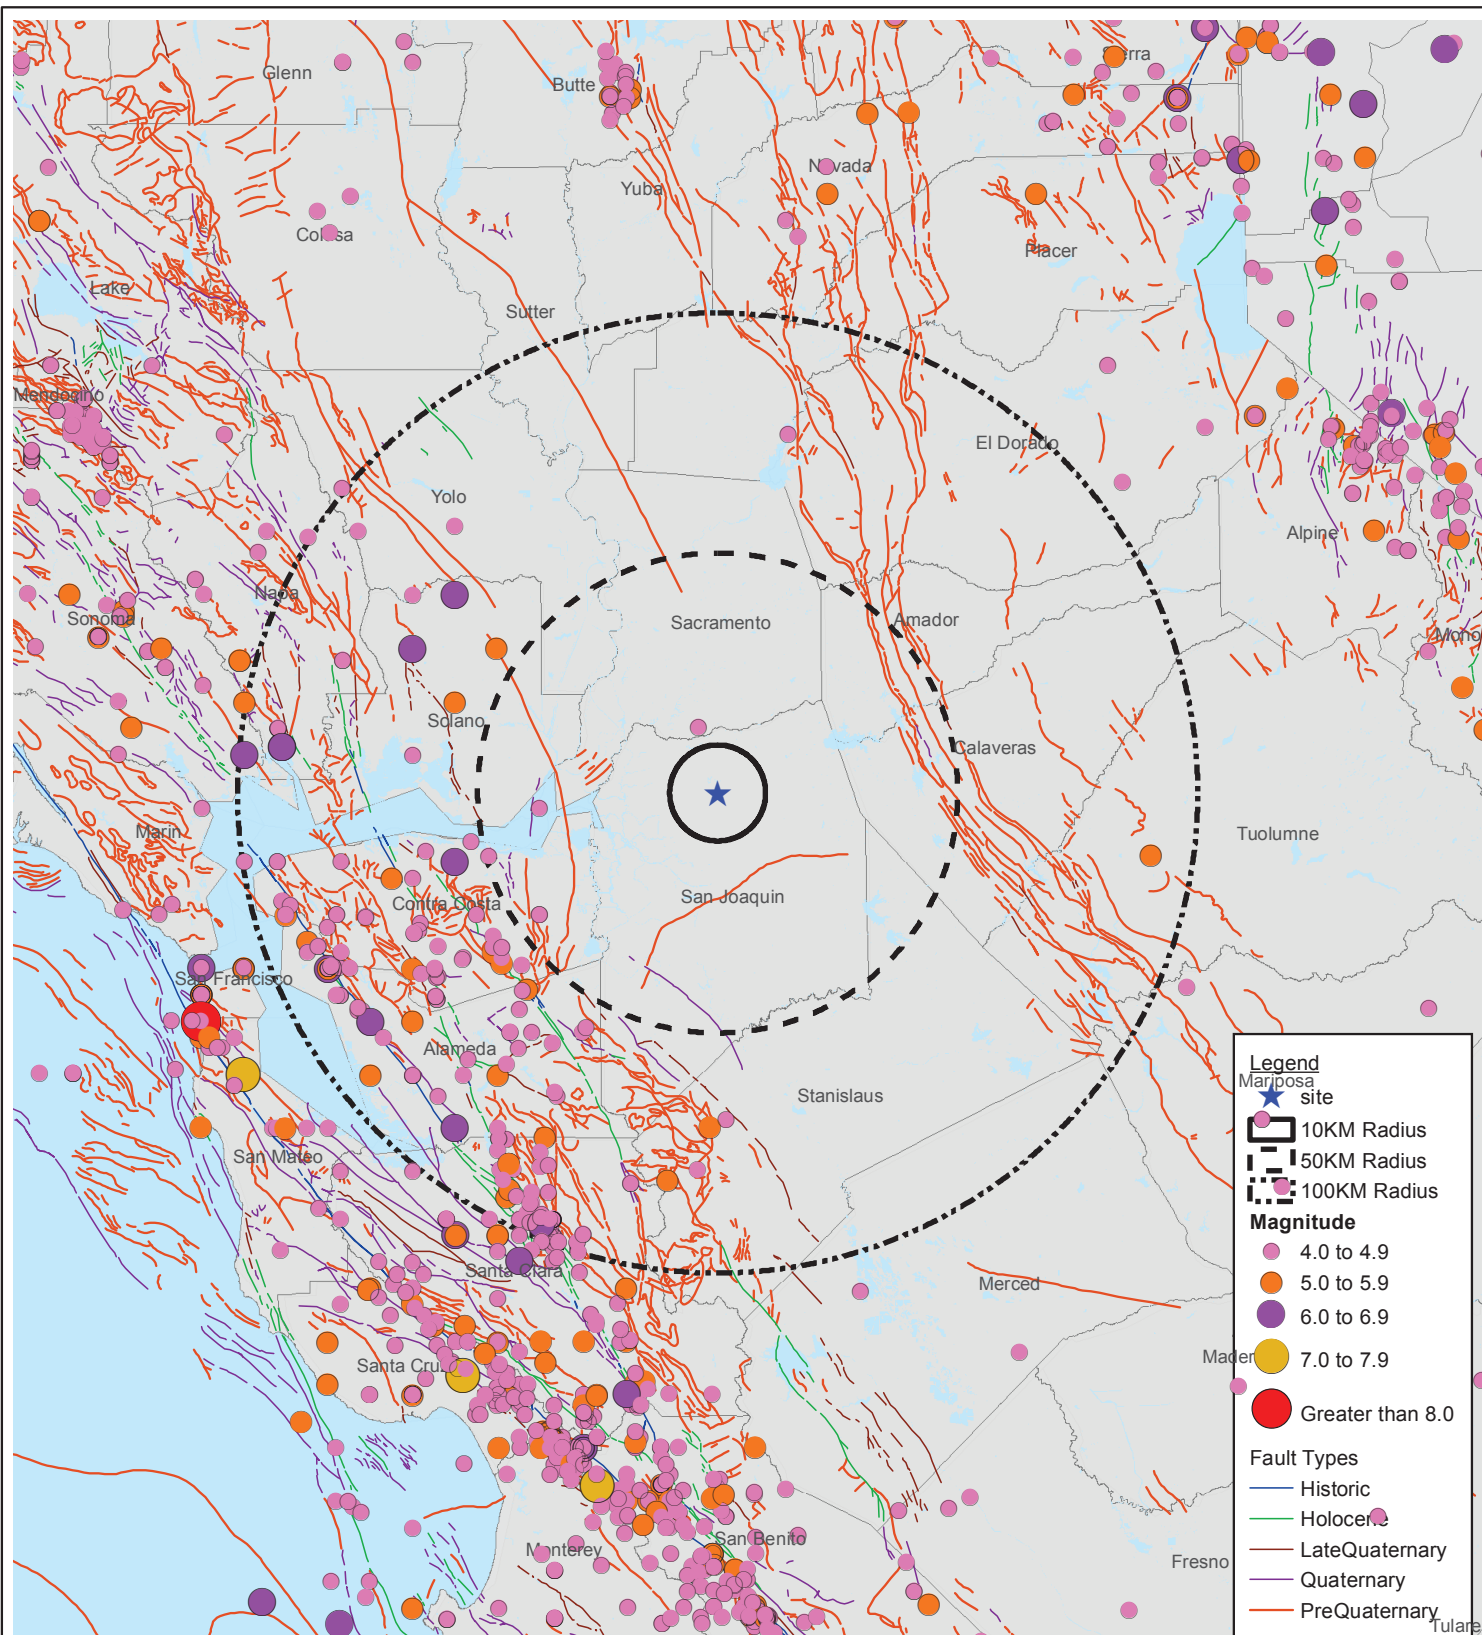 Glenn
Butte
Sierra
Nevada
Yuba
Colusa
Placer
Lake
Sutter
Mendocino
El Dorado
Yolo
Alpine
Napa
Sonoma
Sacramento
Amador
Mono
Solano
Calaveras
Marin
Tuolumne
San Joaquin
Contra Costa
San Francisco
Alameda
Stanislaus
San Mateo
Santa Clara
Merced
Santa Cruz
Mader
San Benito
Monterey
Fresno
Legend
Mariposa
site
10KM Radius
50KM Radius
100KM Radius
Magnitude
4.0 to 4.9
5.0 to 5.9
6.0 to 6.9
7.0 to 7.9
Greater than 8.0
Fault Types
Historic
Holocene
LateQuaternary
Quaternary
PreQuaternary
Tulare